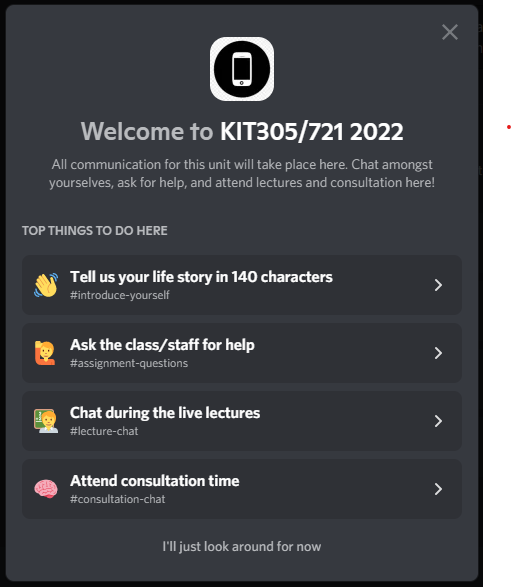 Welcome to KIT305/721 2022
All communication for this unit will take place here. Chat amongst
yourselves, ask for help, and attend lectures and consultation here!
TOP THINGS TO DO HERE
Tell us your life story in 140 characters
#introduce-yourself
Ask the class/staff for help
#assignment-questions
Chat during the live lectures
#lecture-chat
Attend consultation time
#consultation-chat
I'll just look around for now